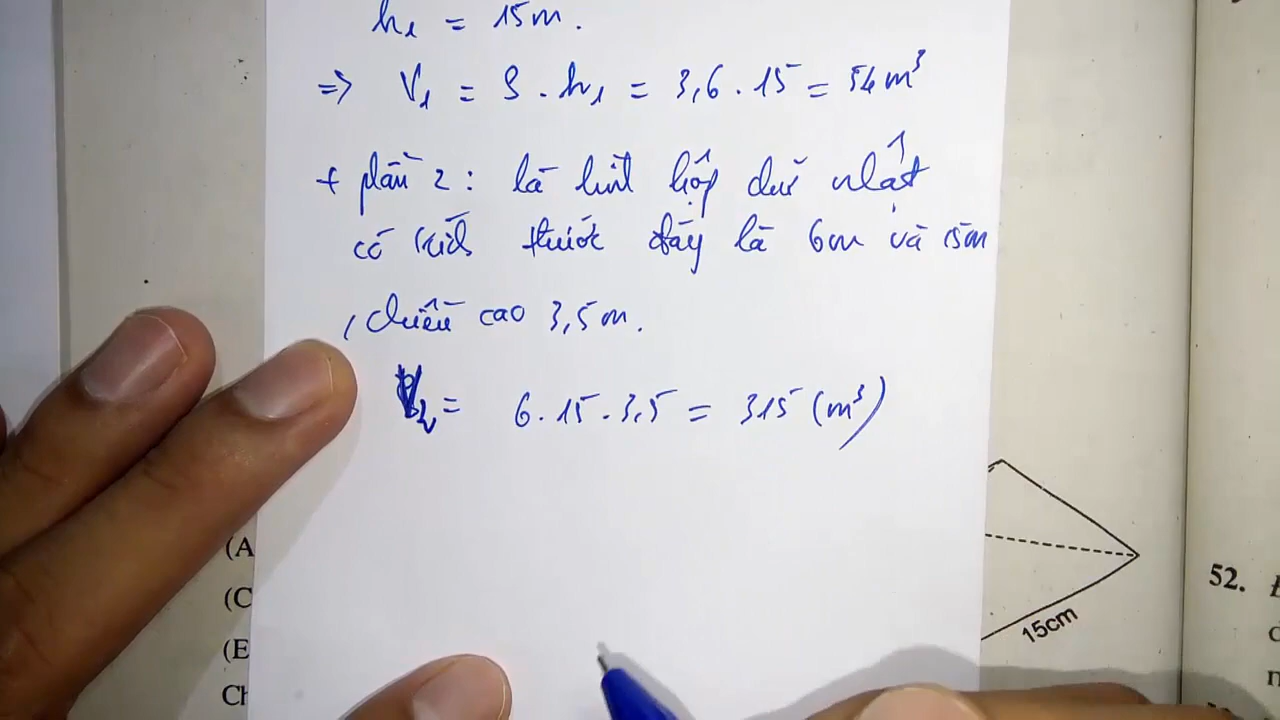 h₁ = 15m.
=> V₁ = S . h₁ = 3,6 . 15 = 54m³
+ phần 2 : là hình hộp chữ nhật
có kích thước đáy là 6m và 15m
, chiều cao 3,5m.
V₂ = 6 . 15 . 3,5 = 315 (m³)
(A
(C
(E
Ch
15cm
52.